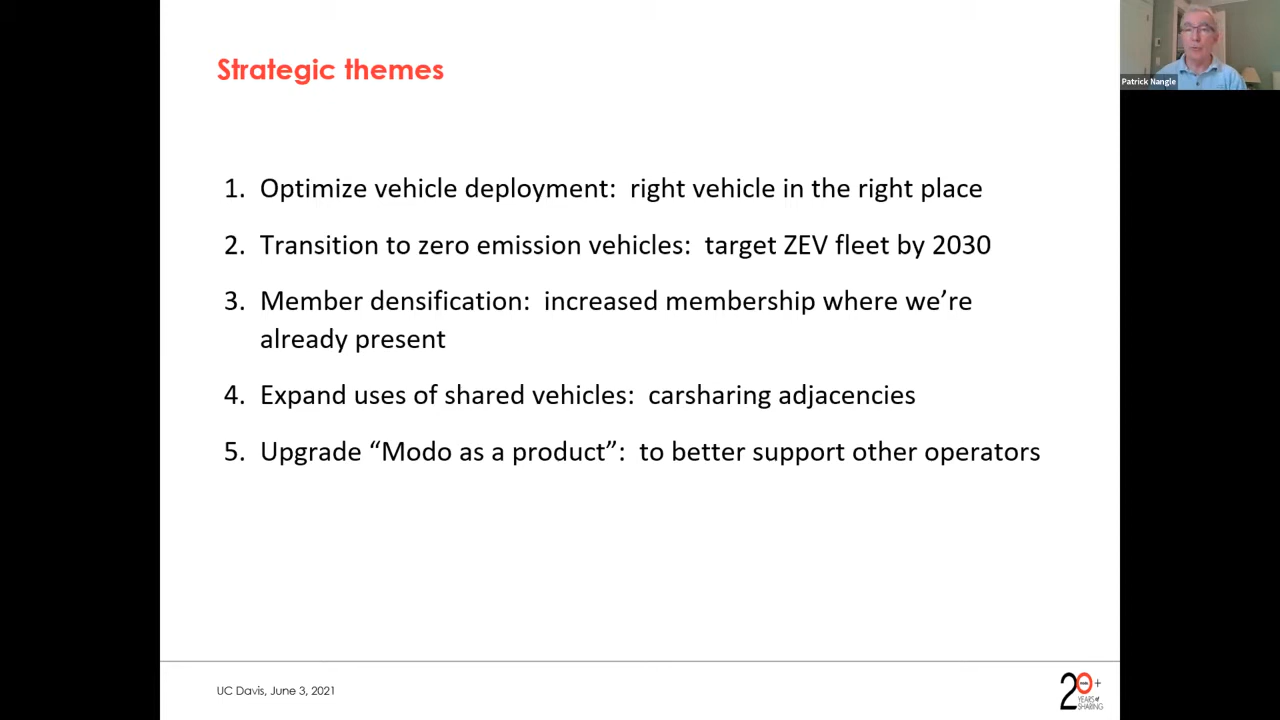 Strategic themes
Patrick Nangle
1. Optimize vehicle deployment: right vehicle in the right place
2. Transition to zero emission vehicles: target ZEV fleet by 2030
3. Member densification: increased membership where we’re
already present
4. Expand uses of shared vehicles: carsharing adjacencies
5. Upgrade “Modo as a product”: to better support other operators
UC Davis, June 3, 2021
20+
YEARS of
SHARING